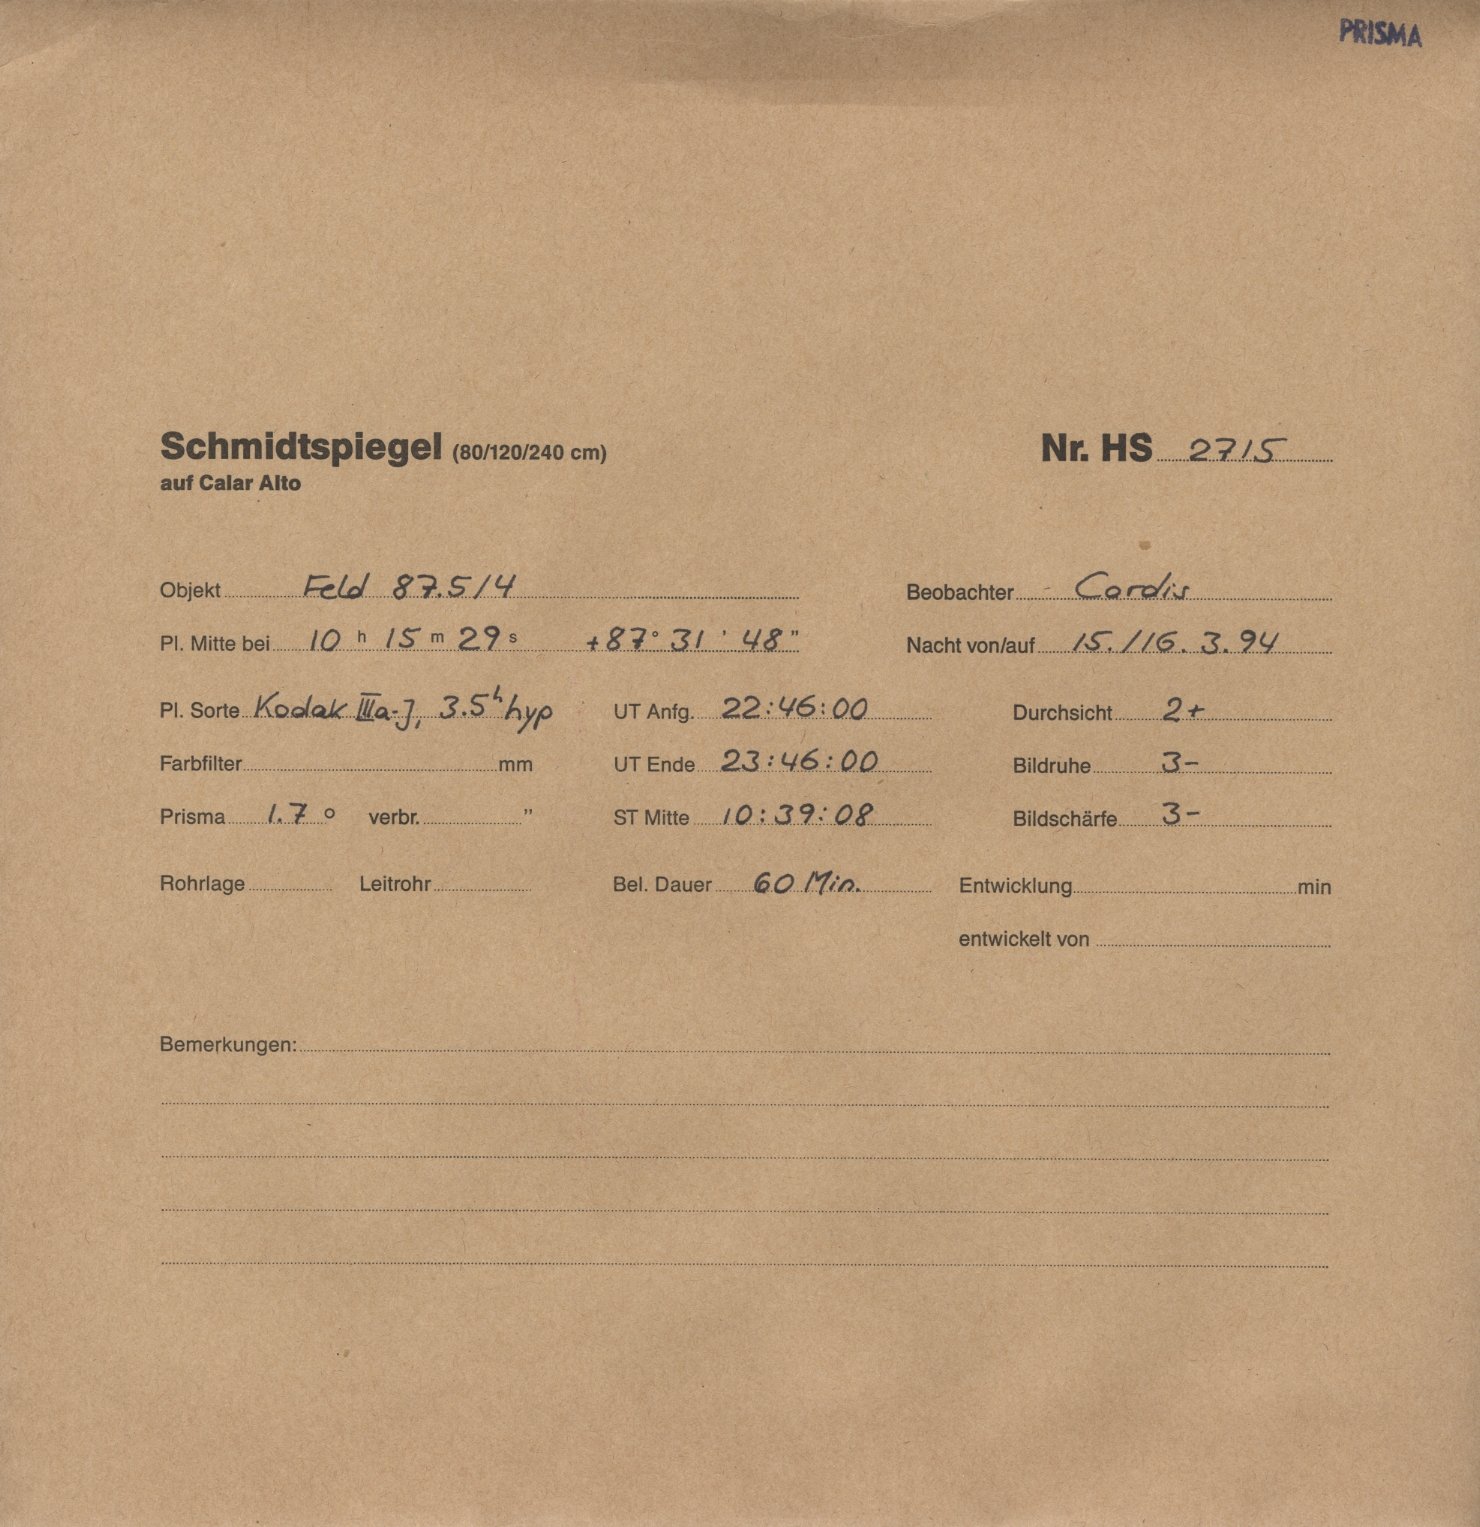 PRISMA
Schmidtspiegel (80/120/240 cm) Nr. HS 2715
auf Calar Alto
Objekt Feld 87.5/4 Beobachter Cordis
Pl. Mitte bei 10 h 15 m 29 s +87° 31 ' 48 " Nacht von/auf 15./16. 3. 94
Pl. Sorte Kodak IIIa-J, 3.5h hyp UT Anfg. 22:46:00 Durchsicht 2+
Farbfilter mm UT Ende 23:46:00 Bildruhe 3-
Prisma 1.7 ° verbr. " ST Mitte 10:39:08 Bildschärfe 3-
Rohrlage Leitrohr Bel. Dauer 60 Min. Entwicklung min
entwickelt von
Bemerkungen: